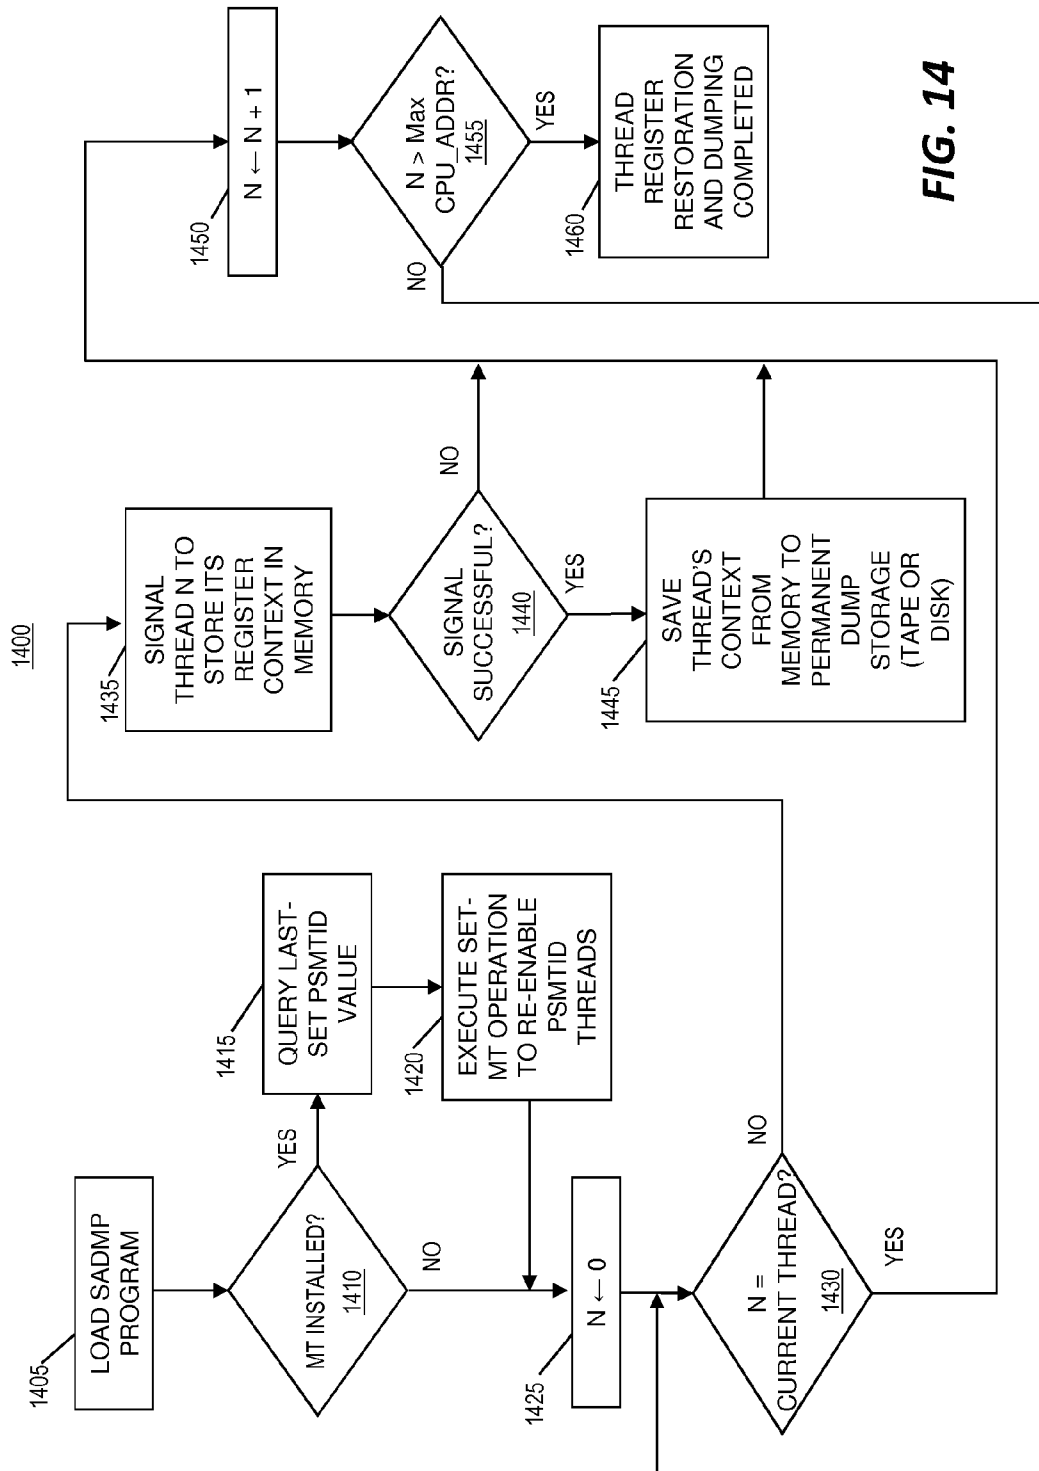 1400
1405
LOAD SADMP
PROGRAM
MT INSTALLED?
1410
YES
NO
1415
QUERY LAST-
SET PSMTID
VALUE
1420
EXECUTE SET-
MT OPERATION
TO RE-ENABLE
PSMTID
THREADS
1425
N ← 0
N =
CURRENT THREAD?
1430
NO
YES
1435
SIGNAL
THREAD N TO
STORE ITS
REGISTER
CONTEXT IN
MEMORY
SIGNAL
SUCCESSFUL?
1440
NO
YES
1445
SAVE
THREAD'S
CONTEXT
FROM
MEMORY TO
PERMANENT
DUMP
STORAGE
(TAPE OR
DISK)
1450
N ← N + 1
N > Max
CPU_ADDR?
1455
NO
YES
1460
THREAD
REGISTER
RESTORATION
AND DUMPING
COMPLETED
FIG. 14